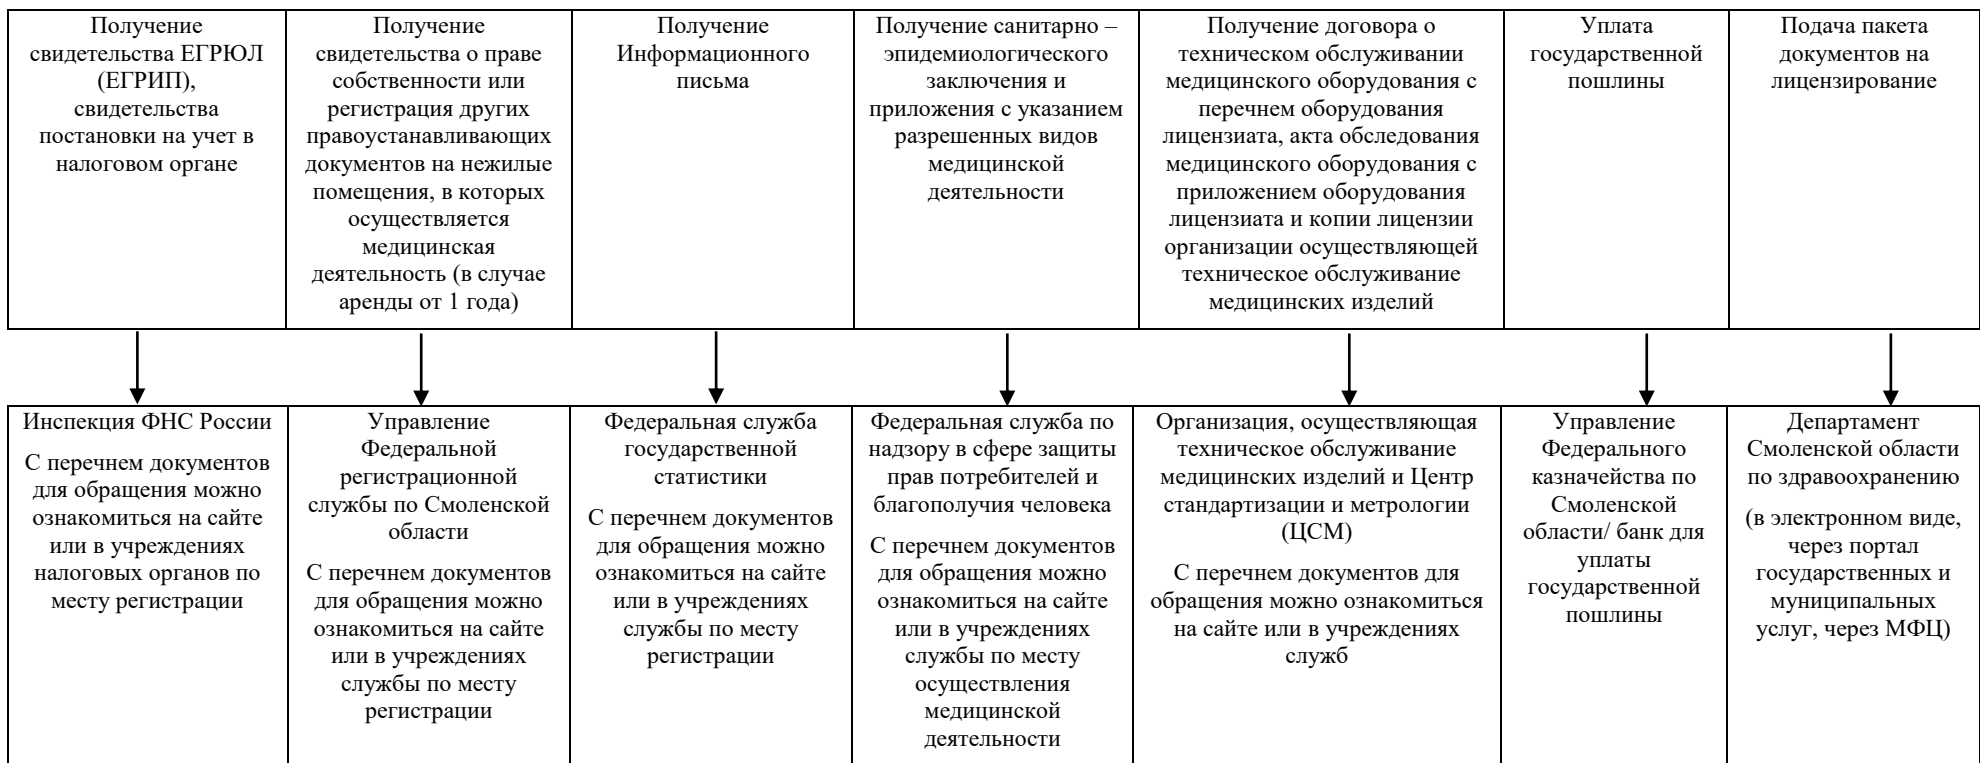 Получение
свидетельства ЕГРЮЛ
(ЕГРИП),
свидетельства
постановки на учет в
налоговом органе
Получение
свидетельства о праве
собственности или
регистрация других
правоустанавливающих
документов на нежилые
помещения, в которых
осуществляется
медицинская
деятельность (в случае
аренды от 1 года)
Получение
Информационного
письма
Получение санитарно –
эпидемиологического
заключения и
приложения с указанием
разрешенных видов
медицинской
деятельности
Получение договора о
техническом обслуживании
медицинского оборудования с
перечнем оборудования
лицензиата, акта обследования
медицинского оборудования с
приложением оборудования
лицензиата и копии лицензии
организации осуществляющей
техническое обслуживание
медицинских изделий
Уплата
государственной
пошлины
Подача пакета
документов на
лицензирование
Инспекция ФНС России
С перечнем документов
для обращения можно
ознакомиться на сайте
или в учреждениях
налоговых органов по
месту регистрации
Управление
Федеральной
регистрационной
службы по Смоленской
области
С перечнем документов
для обращения можно
ознакомиться на сайте
или в учреждениях
службы по месту
регистрации
Федеральная служба
государственной
статистики
С перечнем документов
для обращения можно
ознакомиться на сайте
или в учреждениях
службы по месту
регистрации
Федеральная служба по
надзору в сфере защиты
прав потребителей и
благополучия человека
С перечнем документов
для обращения можно
ознакомиться на сайте
или в учреждениях
службы по месту
осуществления
медицинской
деятельности
Организация, осуществляющая
техническое обслуживание
медицинских изделий и Центр
стандартизации и метрологии
(ЦСМ)
С перечнем документов для
обращения можно ознакомиться
на сайте или в учреждениях
служб
Управление
Федерального
казначейства по
Смоленской
области/ банк для
уплаты
государственной
пошлины
Департамент
Смоленской области
по здравоохранению
(в электронном виде,
через портал
государственных и
муниципальных
услуг, через МФЦ)